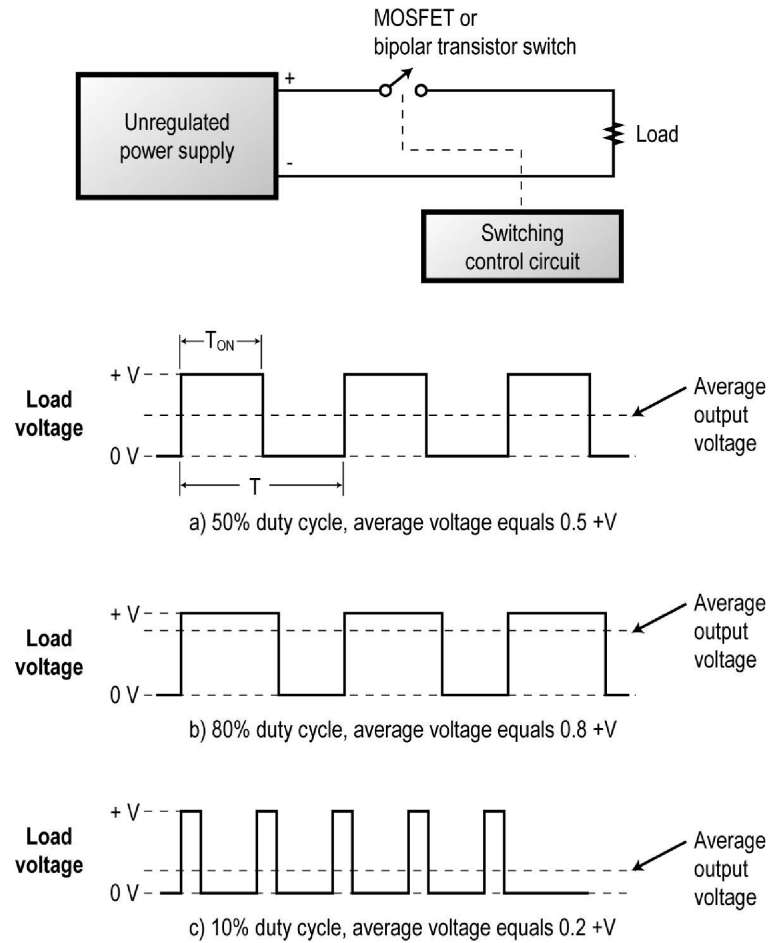 MOSFET or
bipolar transistor switch
+
Unregulated
power supply
-
Load
Switching
control circuit
TON
+ V
Load
voltage
0 V
T
Average
output
voltage
a) 50% duty cycle, average voltage equals 0.5 +V
+ V
Load
voltage
0 V
Average
output
voltage
b) 80% duty cycle, average voltage equals 0.8 +V
+ V
Load
voltage
0 V
Average
output
voltage
c) 10% duty cycle, average voltage equals 0.2 +V